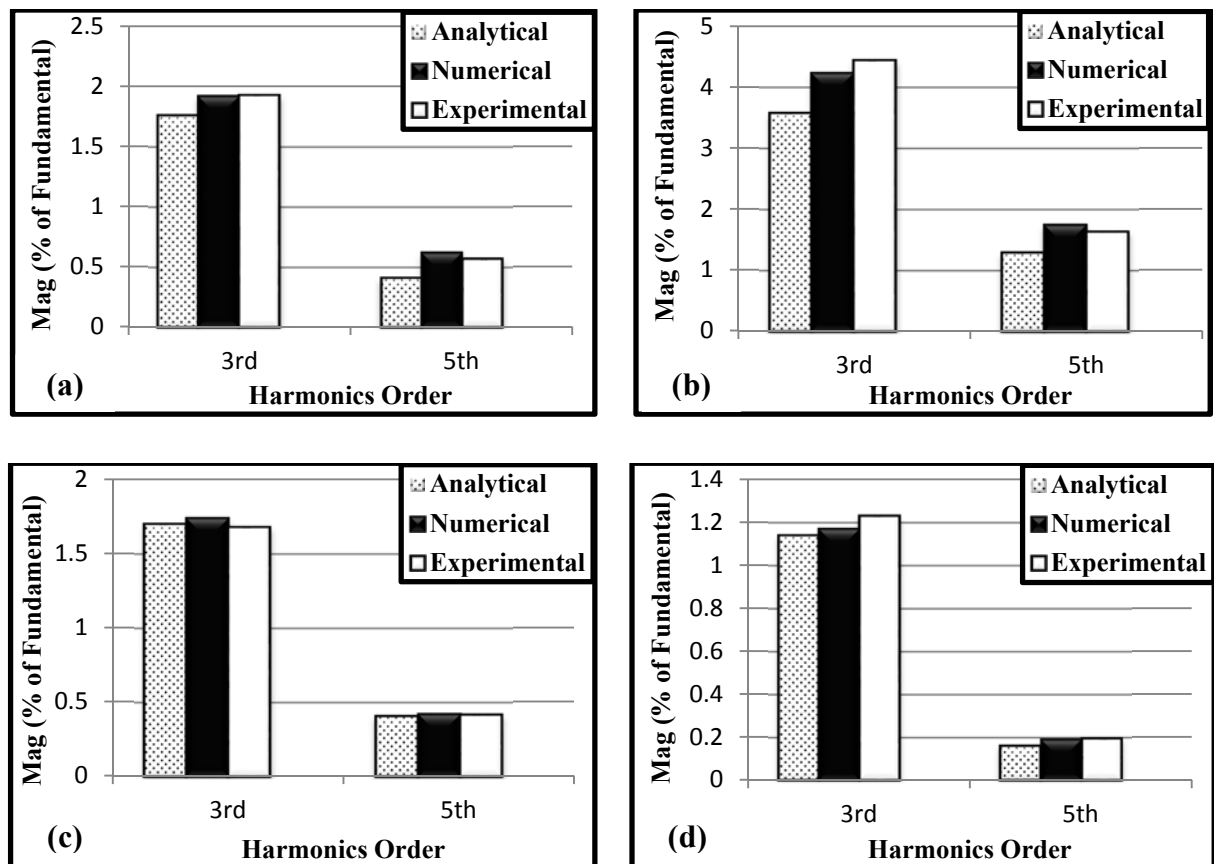 2.5
2
1.5
1
0.5
0
Mag (% of Fundamental)
Analytical
Numerical
Experimental
3rd
5th
Harmonics Order
(a)
5
4
3
2
1
0
Mag (% of Fundamental)
Analytical
Numerical
Experimental
3rd
5th
Harmonics Order
(b)
2
1.5
1
0.5
0
Mag (% of Fundamental)
Analytical
Numerical
Experimental
3rd
5th
Harmonics Order
(c)
1.4
1.2
1
0.8
0.6
0.4
0.2
0
Mag (% of Fundamental)
Analytical
Numerical
Experimental
3rd
5th
Harmonics Order
(d)